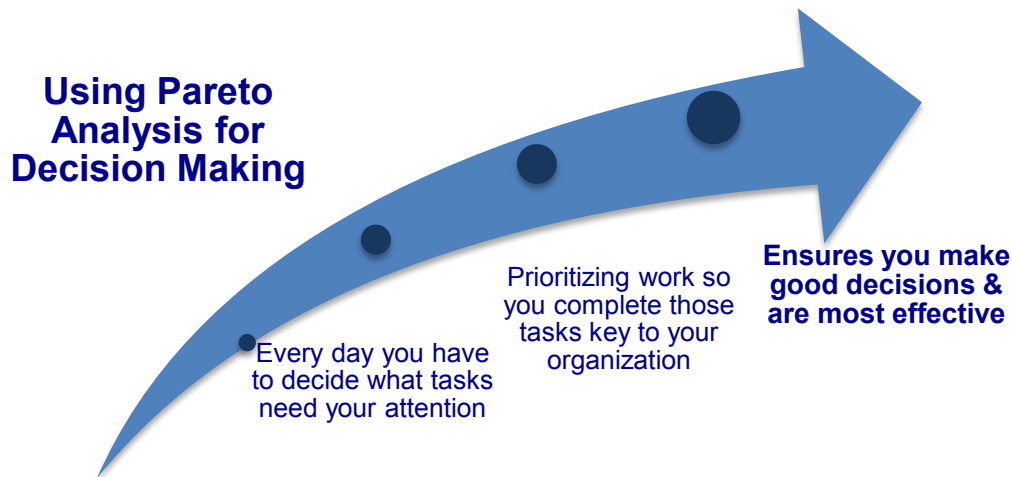 Using Pareto
Analysis for
Decision Making
Every day you have
to decide what tasks
need your attention
Prioritizing work so
you complete those
tasks key to your
organization
Ensures you make
good decisions &
are most effective